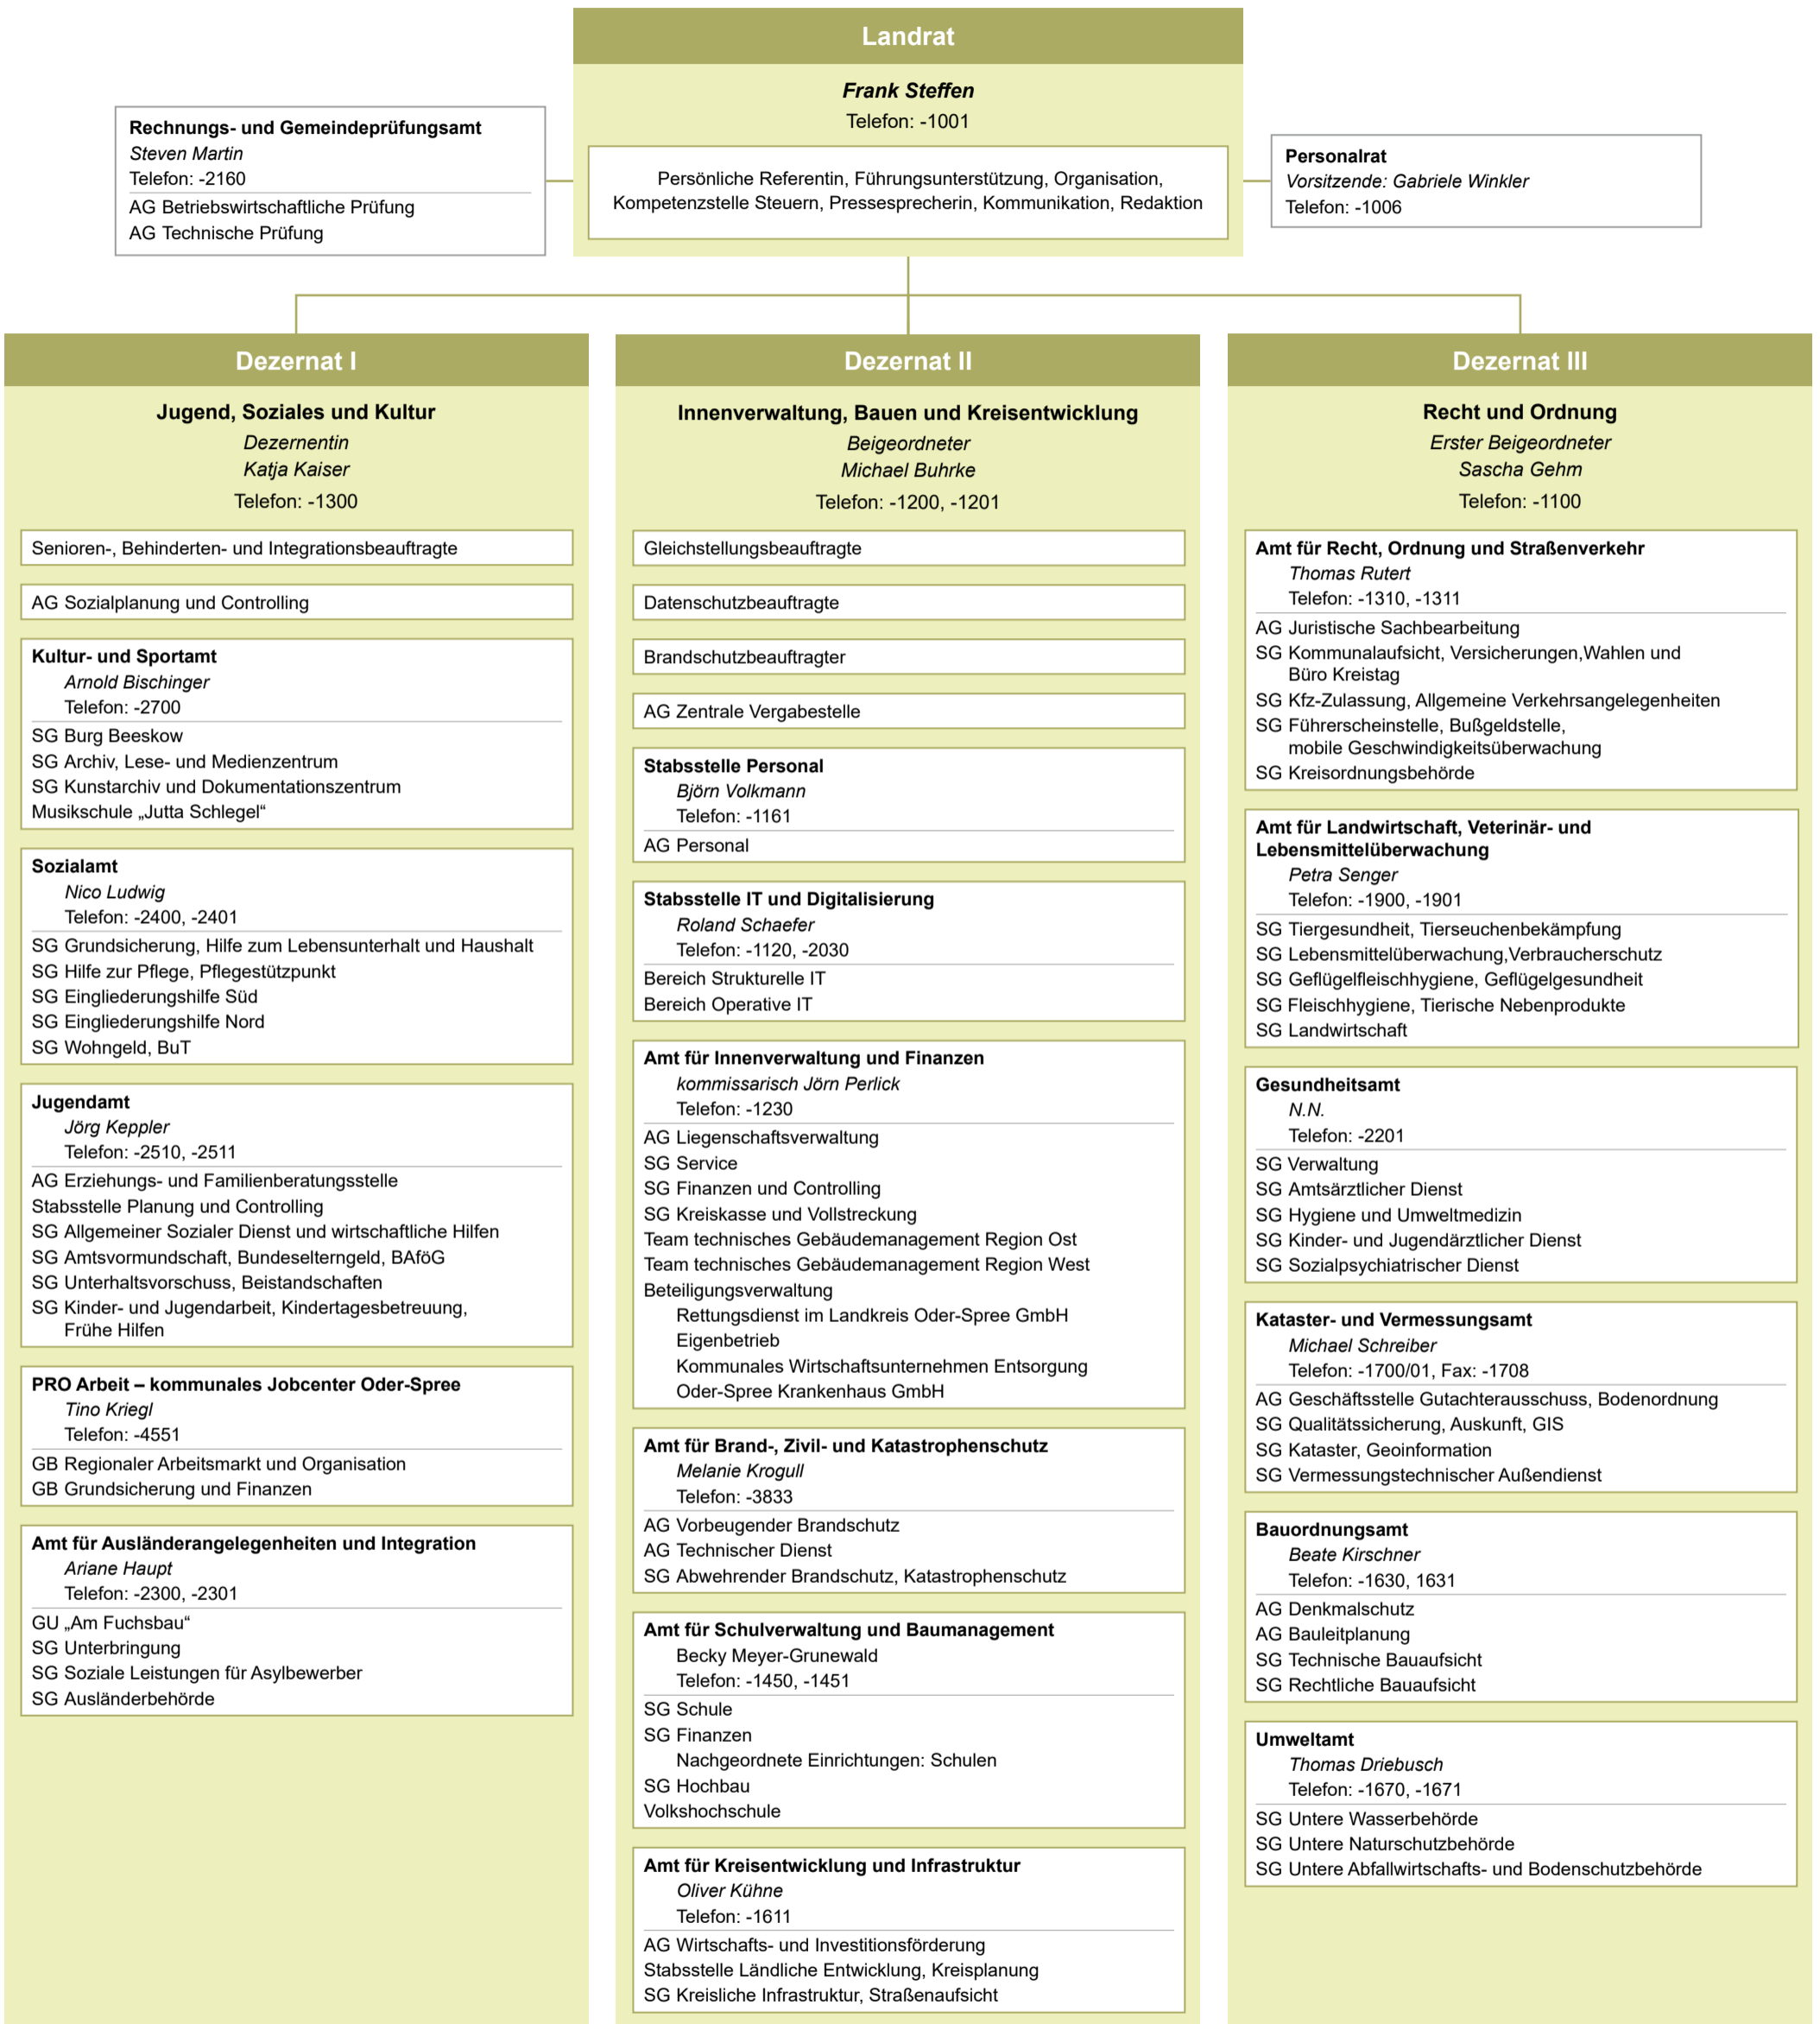 Landrat
Frank Steffen
Telefon: -1001
Persönliche Referentin, Führungsunterstützung, Organisation,
Kompetenzstelle Steuern, Pressesprecherin, Kommunikation, Redaktion
Rechnungs- und Gemeindeprüfungsamt
Steven Martin
Telefon: -2160
AG Betriebswirtschaftliche Prüfung
AG Technische Prüfung
Personalrat
Vorsitzende: Gabriele Winkler
Telefon: -1006
Dezernat I
Jugend, Soziales und Kultur
Dezernentin
Katja Kaiser
Telefon: -1300
Senioren-, Behinderten- und Integrationsbeauftragte
AG Sozialplanung und Controlling
Kultur- und Sportamt
Arnold Bischinger
Telefon: -2700
SG Burg Beeskow
SG Archiv, Lese- und Medienzentrum
SG Kunstarchiv und Dokumentationszentrum
Musikschule „Jutta Schlegel“
Sozialamt
Nico Ludwig
Telefon: -2400, -2401
SG Grundsicherung, Hilfe zum Lebensunterhalt und Haushalt
SG Hilfe zur Pflege, Pflegestützpunkt
SG Eingliederungshilfe Süd
SG Eingliederungshilfe Nord
SG Wohngeld, BuT
Jugendamt
Jörg Keppler
Telefon: -2510, -2511
AG Erziehungs- und Familienberatungsstelle
Stabsstelle Planung und Controlling
SG Allgemeiner Sozialer Dienst und wirtschaftliche Hilfen
SG Amtsvormundschaft, Bundeselterngeld, BAföG
SG Unterhaltsvorschuss, Beistandschaften
SG Kinder- und Jugendarbeit, Kindertagesbetreuung,
Frühe Hilfen
PRO Arbeit – kommunales Jobcenter Oder-Spree
Tino Kriegl
Telefon: -4551
GB Regionaler Arbeitsmarkt und Organisation
GB Grundsicherung und Finanzen
Amt für Ausländerangelegenheiten und Integration
Ariane Haupt
Telefon: -2300, -2301
GU „Am Fuchsbau“
SG Unterbringung
SG Soziale Leistungen für Asylbewerber
SG Ausländerbehörde
Dezernat II
Innenverwaltung, Bauen und Kreisentwicklung
Beigeordneter
Michael Buhrke
Telefon: -1200, -1201
Gleichstellungsbeauftragte
Datenschutzbeauftragte
Brandschutzbeauftragter
AG Zentrale Vergabestelle
Stabsstelle Personal
Björn Volkmann
Telefon: -1161
AG Personal
Stabsstelle IT und Digitalisierung
Roland Schaefer
Telefon: -1120, -2030
Bereich Strukturelle IT
Bereich Operative IT
Amt für Innenverwaltung und Finanzen
kommissarisch Jörn Perlick
Telefon: -1230
AG Liegenschaftsverwaltung
SG Service
SG Finanzen und Controlling
SG Kreiskasse und Vollstreckung
Team technisches Gebäudemanagement Region Ost
Team technisches Gebäudemanagement Region West
Beteiligungsverwaltung
Rettungsdienst im Landkreis Oder-Spree GmbH
Eigenbetrieb
Kommunales Wirtschaftsunternehmen Entsorgung
Oder-Spree Krankenhaus GmbH
Amt für Brand-, Zivil- und Katastrophenschutz
Melanie Krogull
Telefon: -3833
AG Vorbeugender Brandschutz
AG Technischer Dienst
SG Abwehrender Brandschutz, Katastrophenschutz
Amt für Schulverwaltung und Baumanagement
Becky Meyer-Grunewald
Telefon: -1450, -1451
SG Schule
SG Finanzen
Nachgeordnete Einrichtungen: Schulen
SG Hochbau
Volkshochschule
Amt für Kreisentwicklung und Infrastruktur
Oliver Kühne
Telefon: -1611
AG Wirtschafts- und Investitionsförderung
Stabsstelle Ländliche Entwicklung, Kreisplanung
SG Kreisliche Infrastruktur, Straßenaufsicht
Dezernat III
Recht und Ordnung
Erster Beigeordneter
Sascha Gehm
Telefon: -1100
Amt für Recht, Ordnung und Straßenverkehr
Thomas Rutert
Telefon: -1310, -1311
AG Juristische Sachbearbeitung
SG Kommunalaufsicht, Versicherungen,Wahlen und
Büro Kreistag
SG Kfz-Zulassung, Allgemeine Verkehrsangelegenheiten
SG Führerscheinstelle, Bußgeldstelle,
mobile Geschwindigkeitsüberwachung
SG Kreisordnungsbehörde
Amt für Landwirtschaft, Veterinär- und
Lebensmittelüberwachung
Petra Senger
Telefon: -1900, -1901
SG Tiergesundheit, Tierseuchenbekämpfung
SG Lebensmittelüberwachung,Verbraucherschutz
SG Geflügelfleischhygiene, Geflügelgesundheit
SG Fleischhygiene, Tierische Nebenprodukte
SG Landwirtschaft
Gesundheitsamt
N.N.
Telefon: -2201
SG Verwaltung
SG Amtsärztlicher Dienst
SG Hygiene und Umweltmedizin
SG Kinder- und Jugendärztlicher Dienst
SG Sozialpsychiatrischer Dienst
Kataster- und Vermessungsamt
Michael Schreiber
Telefon: -1700/01, Fax: -1708
AG Geschäftsstelle Gutachterausschuss, Bodenordnung
SG Qualitätssicherung, Auskunft, GIS
SG Kataster, Geoinformation
SG Vermessungstechnischer Außendienst
Bauordnungsamt
Beate Kirschner
Telefon: -1630, 1631
AG Denkmalschutz
AG Bauleitplanung
SG Technische Bauaufsicht
SG Rechtliche Bauaufsicht
Umweltamt
Thomas Driebusch
Telefon: -1670, -1671
SG Untere Wasserbehörde
SG Untere Naturschutzbehörde
SG Untere Abfallwirtschafts- und Bodenschutzbehörde